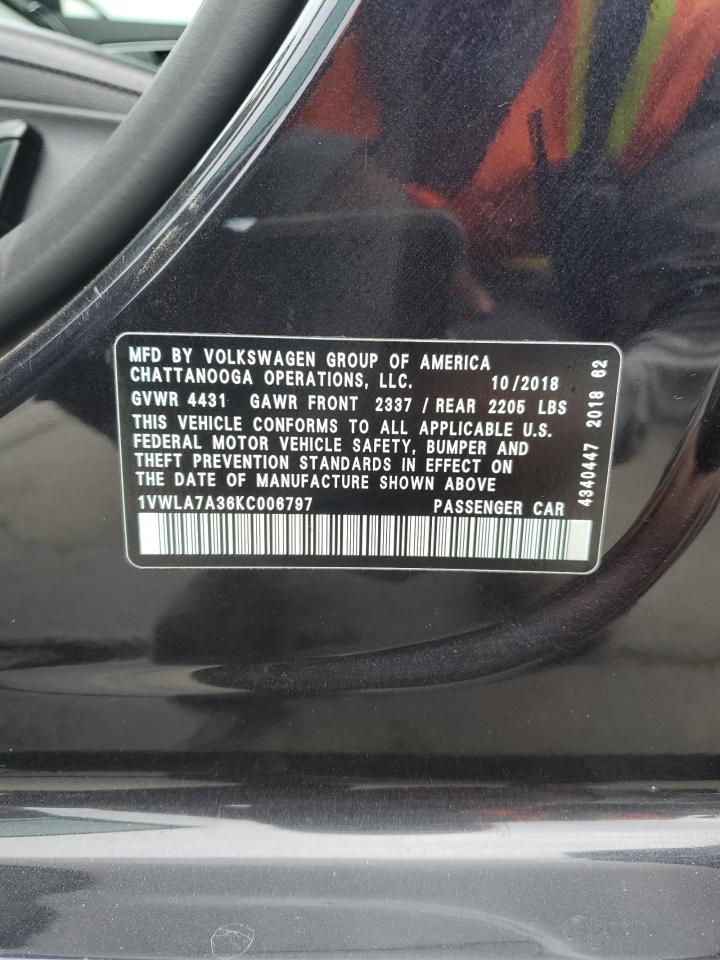 MFD BY VOLKSWAGEN GROUP OF AMERICA
CHATTANOOGA OPERATIONS, LLC. 10/2018
GVWR 4431 GAWR FRONT 2337 / REAR 2205 LBS
THIS VEHICLE CONFORMS TO ALL APPLICABLE U.S.
FEDERAL MOTOR VEHICLE SAFETY, BUMPER AND
THEFT PREVENTION STANDARDS IN EFFECT ON
THE DATE OF MANUFACTURE SHOWN ABOVE
1VWLA7A36KC006797 PASSENGER CAR
4340447 2018 62